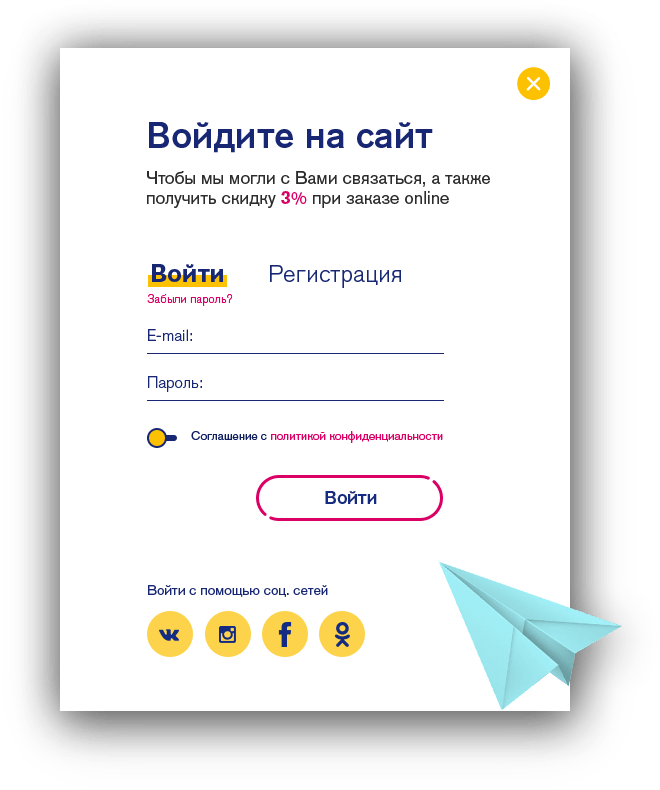 Войдите на сайт
Чтобы мы могли с Вами связаться, а также
получить скидку 3% при заказе online
Войти Регистрация
Забыли пароль?
E-mail:
Пароль:
Соглашение с политикой конфиденциальности
Войти
Войти с помощью соц. сетей